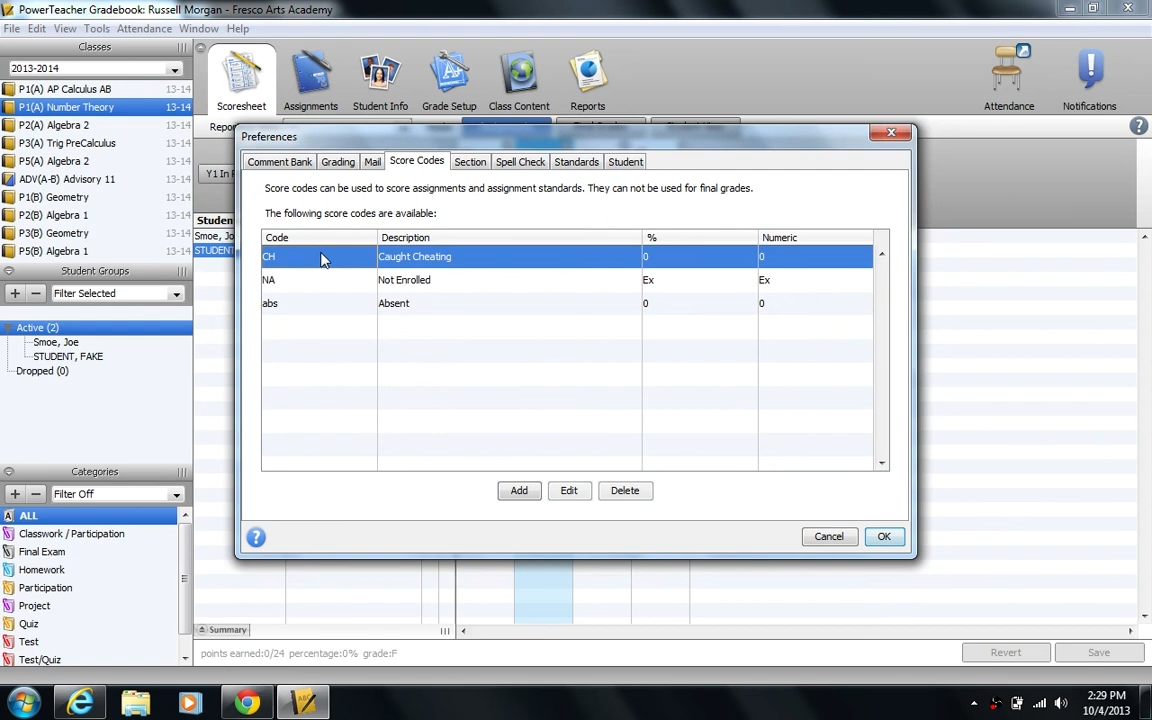 PowerTeacher Gradebook: Russell Morgan - Fresco Arts Academy
File Edit View Tools Attendance Window Help
Classes
2013-2014
P1(A) AP Calculus AB 13-14
P1(A) Number Theory 13-14
P2(A) Algebra 2 13-14
P3(A) Trig PreCalculus 13-14
P5(A) Algebra 2 13-14
ADV(A-B) Advisory 11 13-14
P1(B) Geometry 13-14
P2(B) Algebra 1 13-14
P3(B) Geometry 13-14
P5(B) Algebra 1 13-14
Student Groups
Filter Selected
Active (2)
Smoe, Joe
STUDENT, FAKE
Dropped (0)
Categories
Filter Off
ALL
Classwork / Participation
Final Exam
Homework
Participation
Project
Quiz
Test
Test/Quiz
Scoresheet Assignments Student Info Grade Setup Class Content Reports Attendance Notifications
Y1 In P
Smoe, Jo
STUDENT
Preferences
Comment Bank Grading Mail Score Codes Section Spell Check Standards Student
Score codes can be used to score assignments and assignment standards. They can not be used for final grades.
The following score codes are available:
Code Description % Numeric
CH Caught Cheating 0 0
NA Not Enrolled Ex Ex
abs Absent 0 0
Add Edit Delete
Cancel OK
Summary
points earned:0/24 percentage:0% grade:F
Revert Save
2:29 PM
10/4/2013